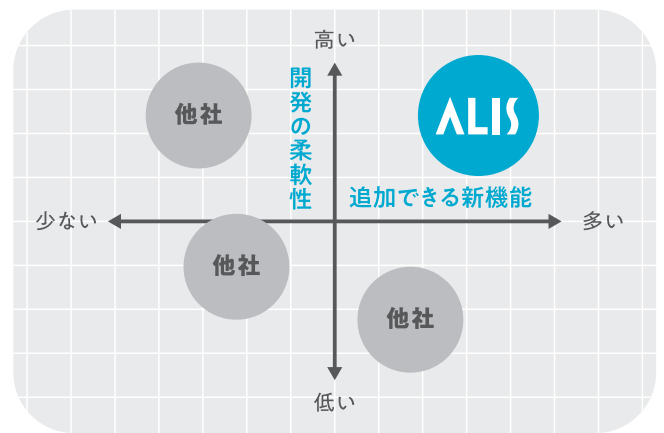 高い
開発の柔軟性
他社
ALIS
追加できる新機能
少ない
多い
他社
他社
低い